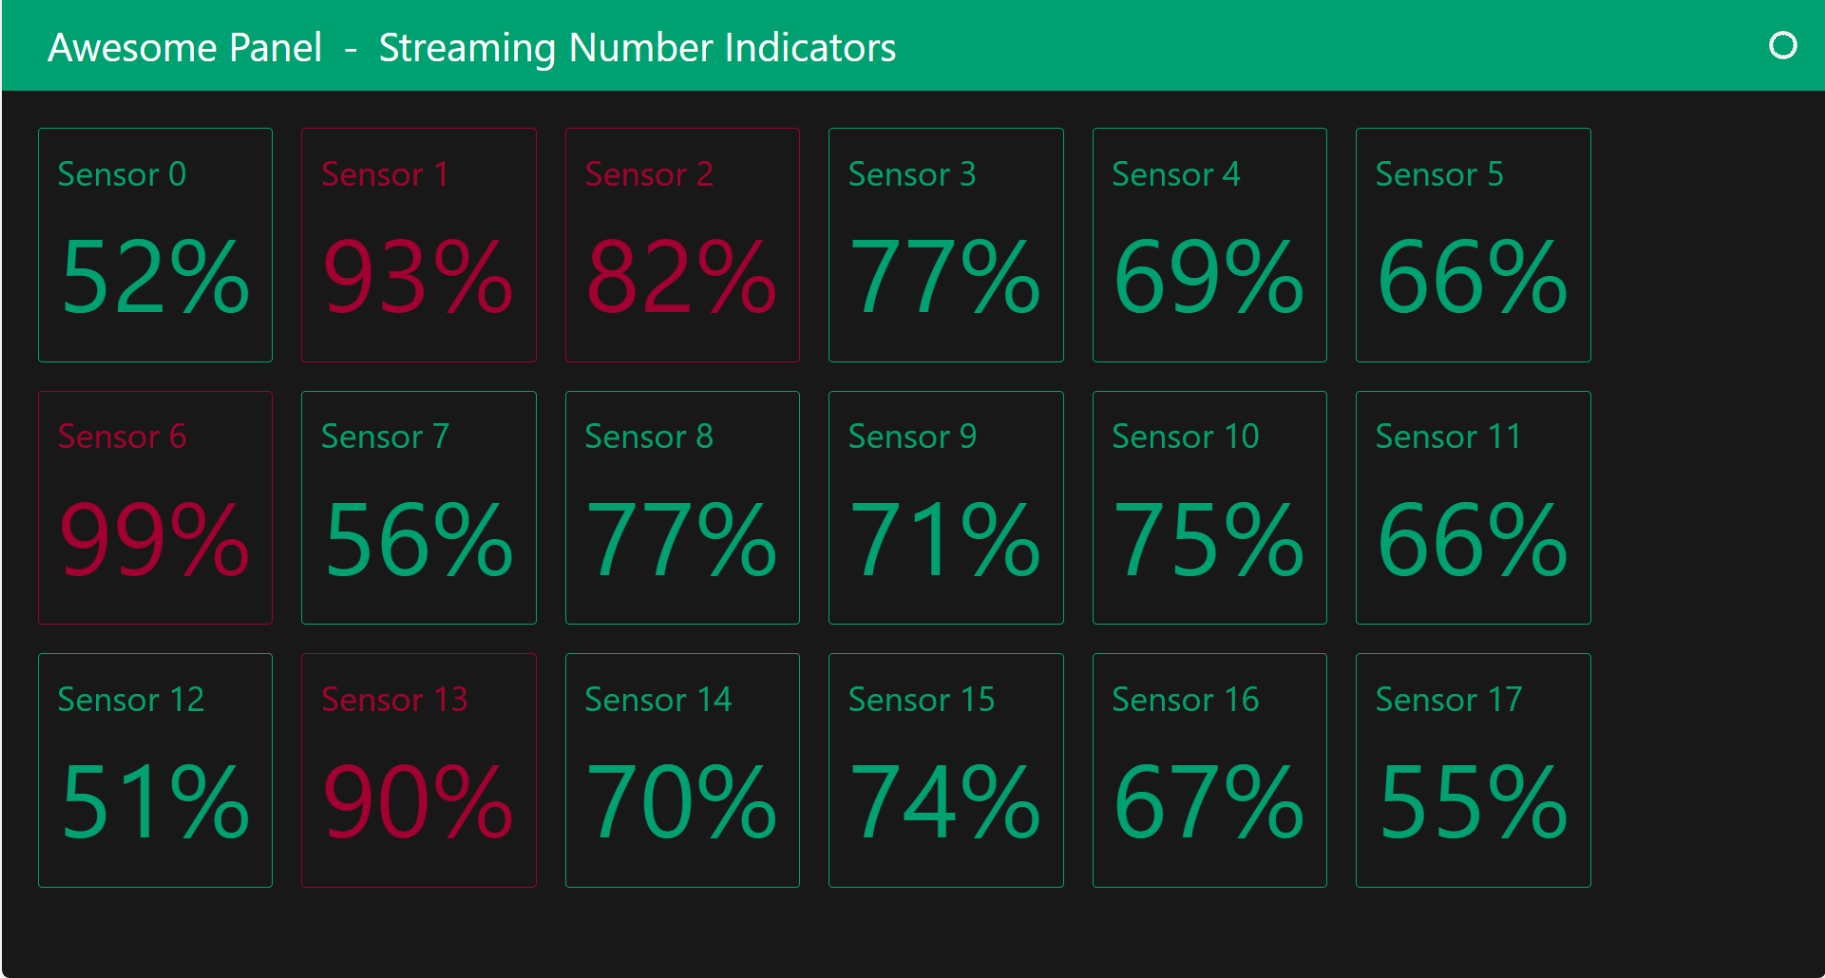 Awesome Panel - Streaming Number Indicators
Sensor 0
52%
Sensor 1
93%
Sensor 2
82%
Sensor 3
77%
Sensor 4
69%
Sensor 5
66%
Sensor 6
99%
Sensor 7
56%
Sensor 8
77%
Sensor 9
71%
Sensor 10
75%
Sensor 11
66%
Sensor 12
51%
Sensor 13
90%
Sensor 14
70%
Sensor 15
74%
Sensor 16
67%
Sensor 17
55%